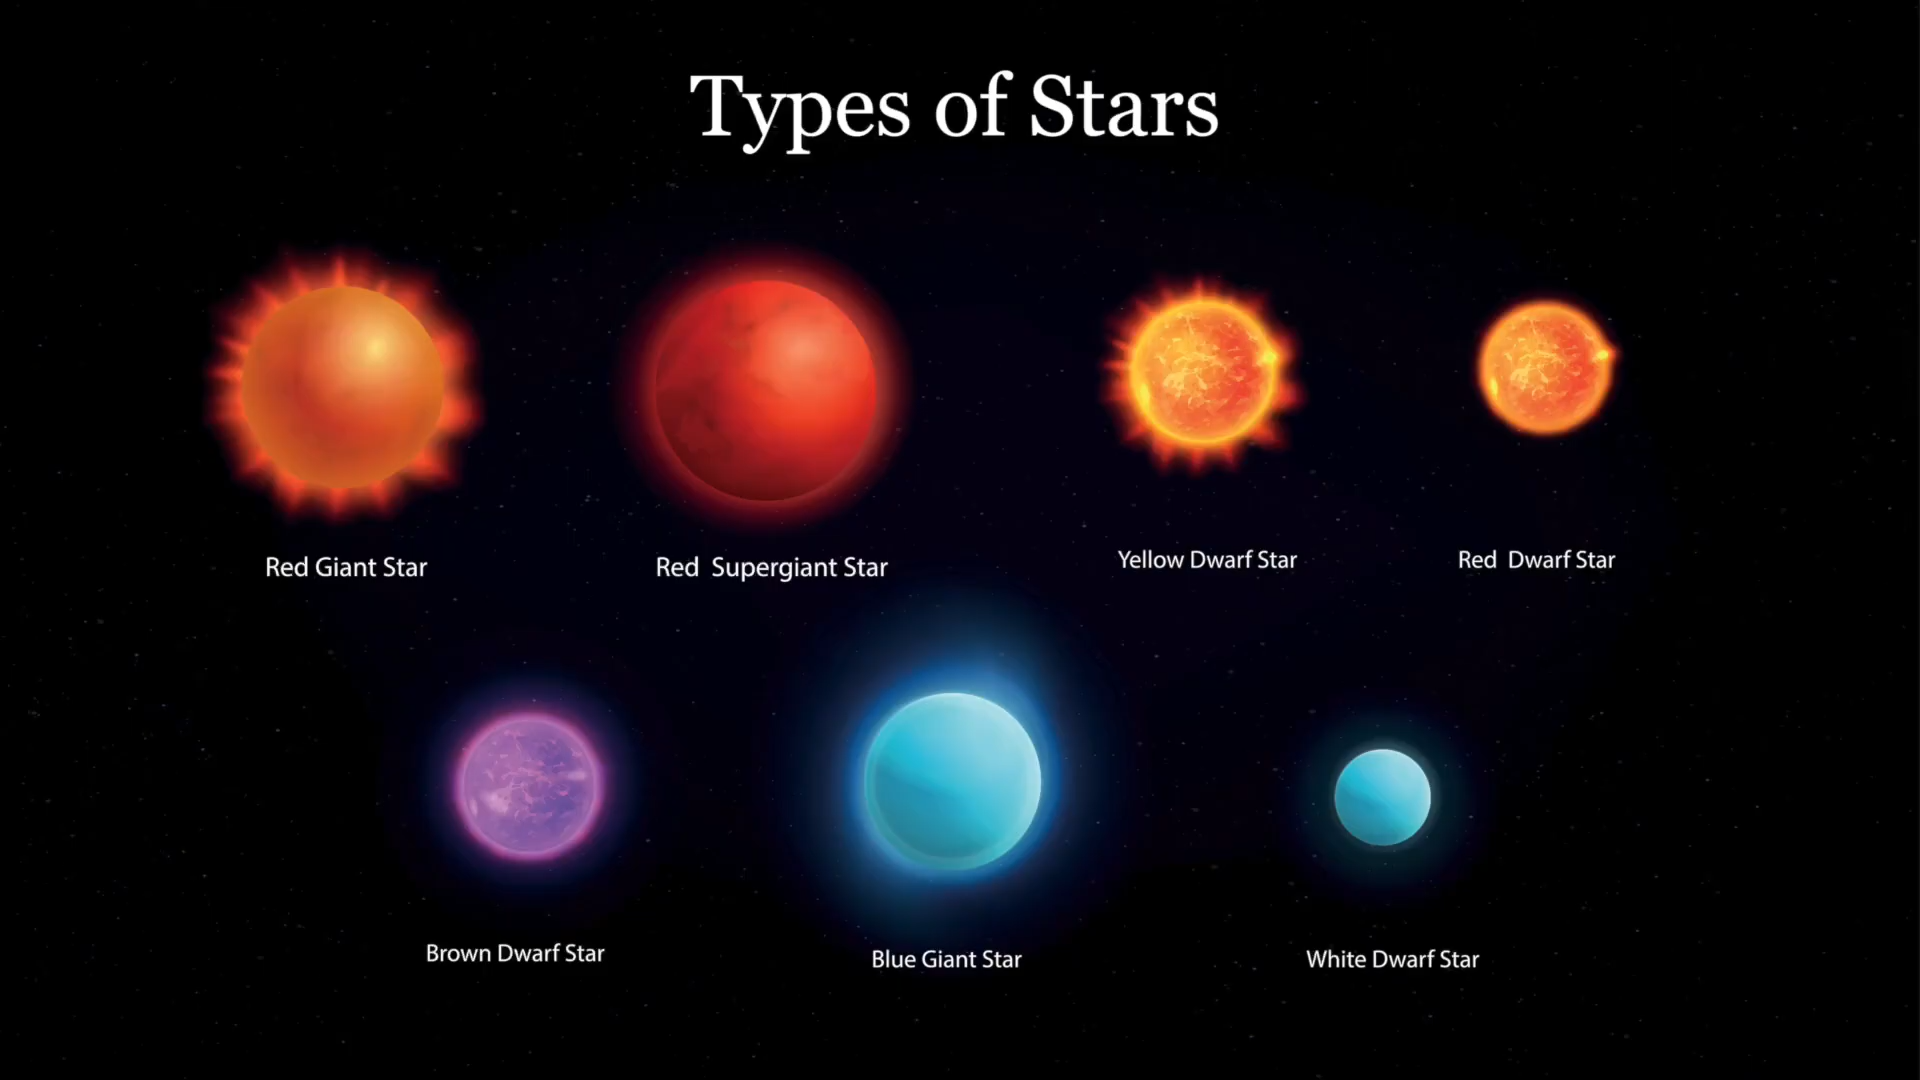 Types of Stars
Red Giant Star
Red  Supergiant Star
Yellow Dwarf Star
Red  Dwarf Star
Brown Dwarf Star
Blue Giant Star
White Dwarf Star